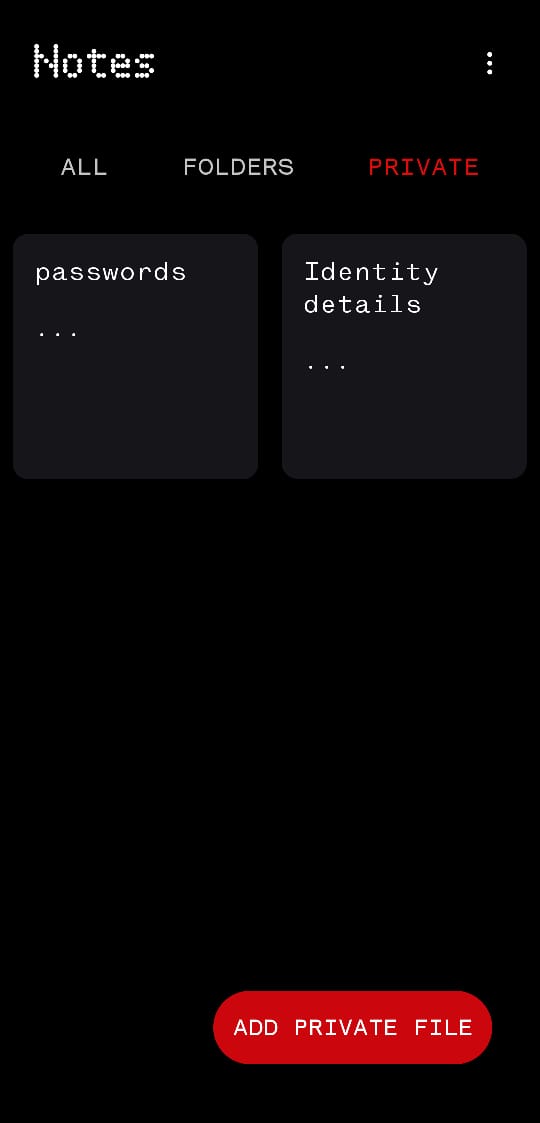 Notes
ALL FOLDERS PRIVATE
passwords
...
Identity
details
...
ADD PRIVATE FILE